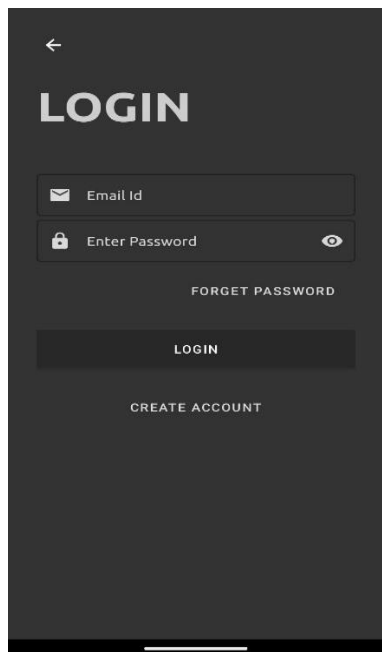 LOGIN
Email Id
Enter Password
FORGET PASSWORD
LOGIN
CREATE ACCOUNT